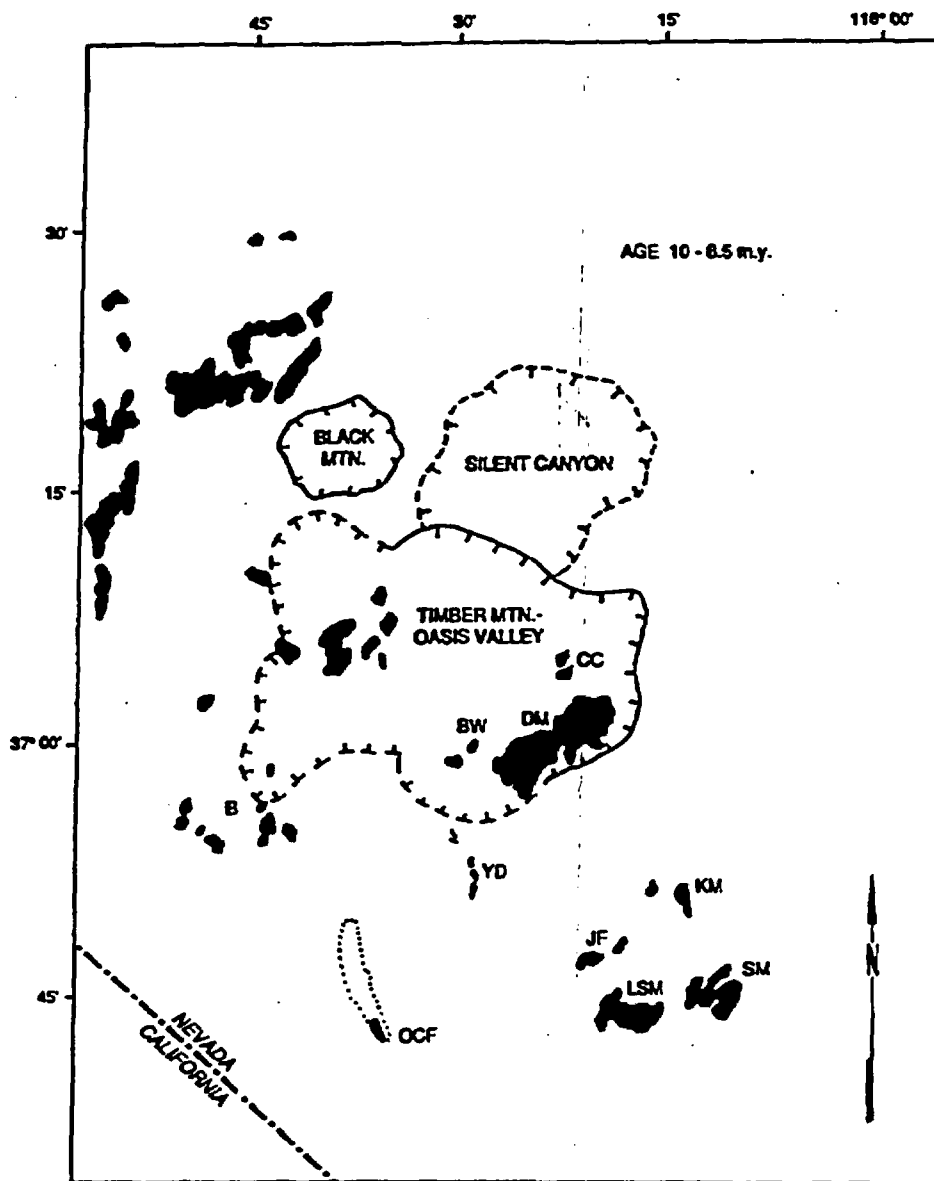 45' 30' 15' 116° 00'
30'
AGE 10 - 8.5 m.y.
BLACK
MTN.
SILENT CANYON
15'
TIMBER MTN.-
OASIS VALLEY
CC
BW DM
37° 00'
B
YD
KM
JF
SM
LSM
45'
OCF
NEVADA
CALIFORNIA
N